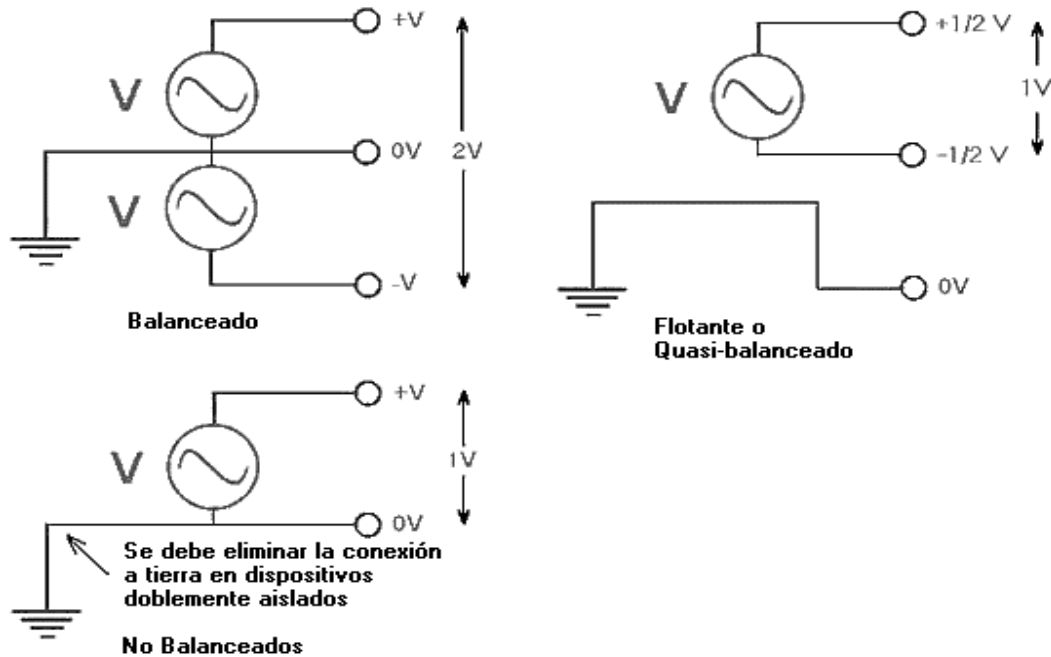 +V
V
0V
2V
V
-V
Balanceado
+1/2 V
V
1V
-1/2 V
0V
Flotante o
Quasi-balanceado
+V
V
1V
0V
Se debe eliminar la conexión
a tierra en dispositivos
doblemente aislados
No Balanceados